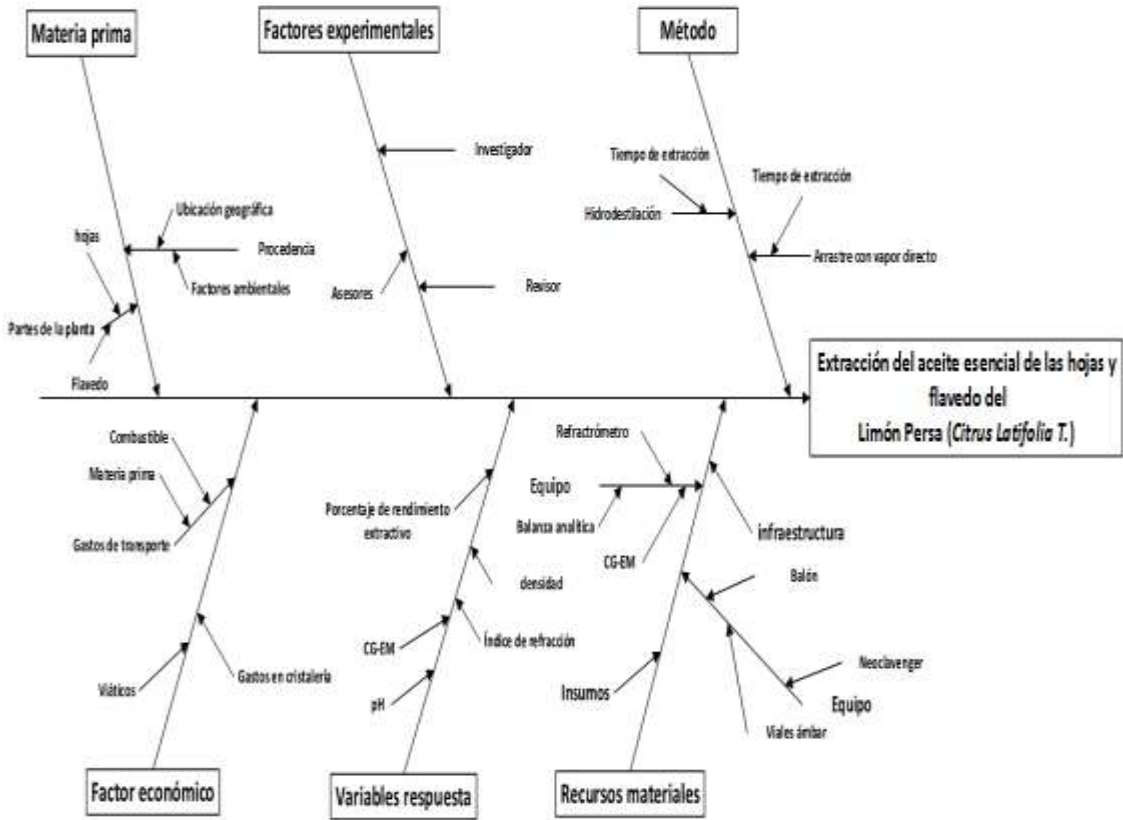 Materia prima
Factores experimentales
Método
Investigador
Tiempo de extracción
Tiempo de extracción
Ubicación geográfica
hojas
Hidrodestilación
Procedencia
Arrastre con vapor directo
Factores ambientales
Asesores
Revisor
Partes de la planta
Flavedo
Extracción del aceite esencial de las hojas y
flavedo del
Limón Persa (Citrus Latifolia T.)
Combustible
Refractrómetro
Materia prima
Equipo
Porcentaje de rendimiento
extractivo
Balanza analítica
infraestructura
Gastos de transporte
CG-EM
densidad
Balón
Índice de refracción
CG-EM
Neoclavenger
Gastos en cristalería
Viáticos
Insumos
pH
Equipo
Viales ámbar
Factor económico
Variables respuesta
Recursos materiales